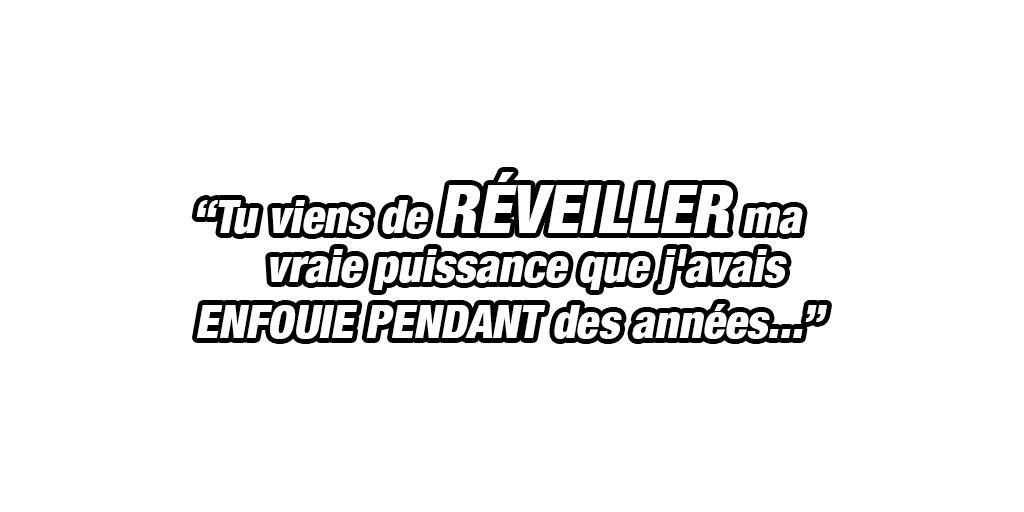 “Tu viens de RÉVEILLER ma
vraie puissance que j'avais
ENFOUIE PENDANT des années...”